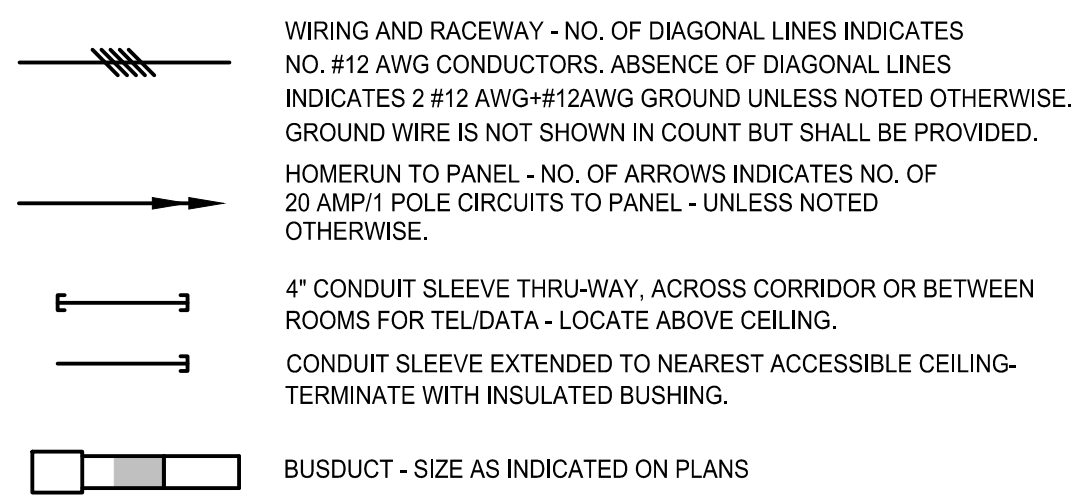 WIRING AND RACEWAY - NO. OF DIAGONAL LINES INDICATES
NO. #12 AWG CONDUCTORS. ABSENCE OF DIAGONAL LINES
INDICATES 2 #12 AWG+#12AWG GROUND UNLESS NOTED OTHERWISE.
GROUND WIRE IS NOT SHOWN IN COUNT BUT SHALL BE PROVIDED.
HOMERUN TO PANEL - NO. OF ARROWS INDICATES NO. OF
20 AMP/1 POLE CIRCUITS TO PANEL - UNLESS NOTED
OTHERWISE.
4" CONDUIT SLEEVE THRU-WAY, ACROSS CORRIDOR OR BETWEEN
ROOMS FOR TEL/DATA - LOCATE ABOVE CEILING.
CONDUIT SLEEVE EXTENDED TO NEAREST ACCESSIBLE CEILING-
TERMINATE WITH INSULATED BUSHING.
BUSDUCT - SIZE AS INDICATED ON PLANS